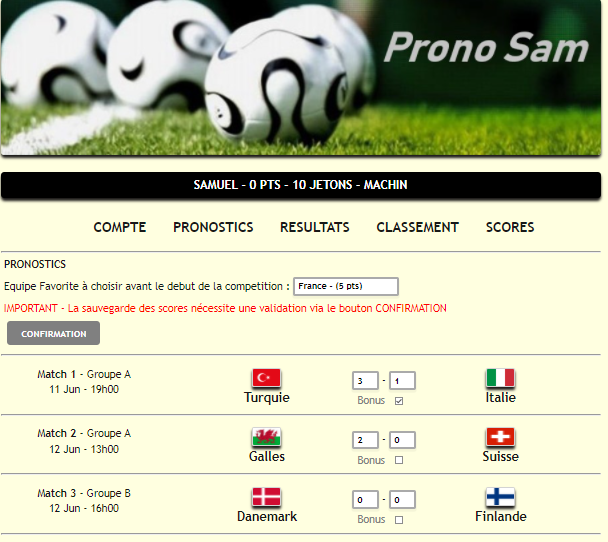 Prono Sam
SAMUEL - 0 PTS - 10 JETONS - MACHIN
COMPTE PRONOSTICS RESULTATS CLASSEMENT SCORES
PRONOSTICS
Equipe Favorite à choisir avant le debut de la competition : France - (5 pts)
IMPORTANT - La sauvegarde des scores nécessite une validation via le bouton CONFIRMATION
CONFIRMATION
Match 1 - Groupe A
11 Jun - 19h00
3 - 1
Turquie Bonus Italie
Match 2 - Groupe A
12 Jun - 13h00
2 - 0
Galles Bonus Suisse
Match 3 - Groupe B
12 Jun - 16h00
0 - 0
Danemark Bonus Finlande